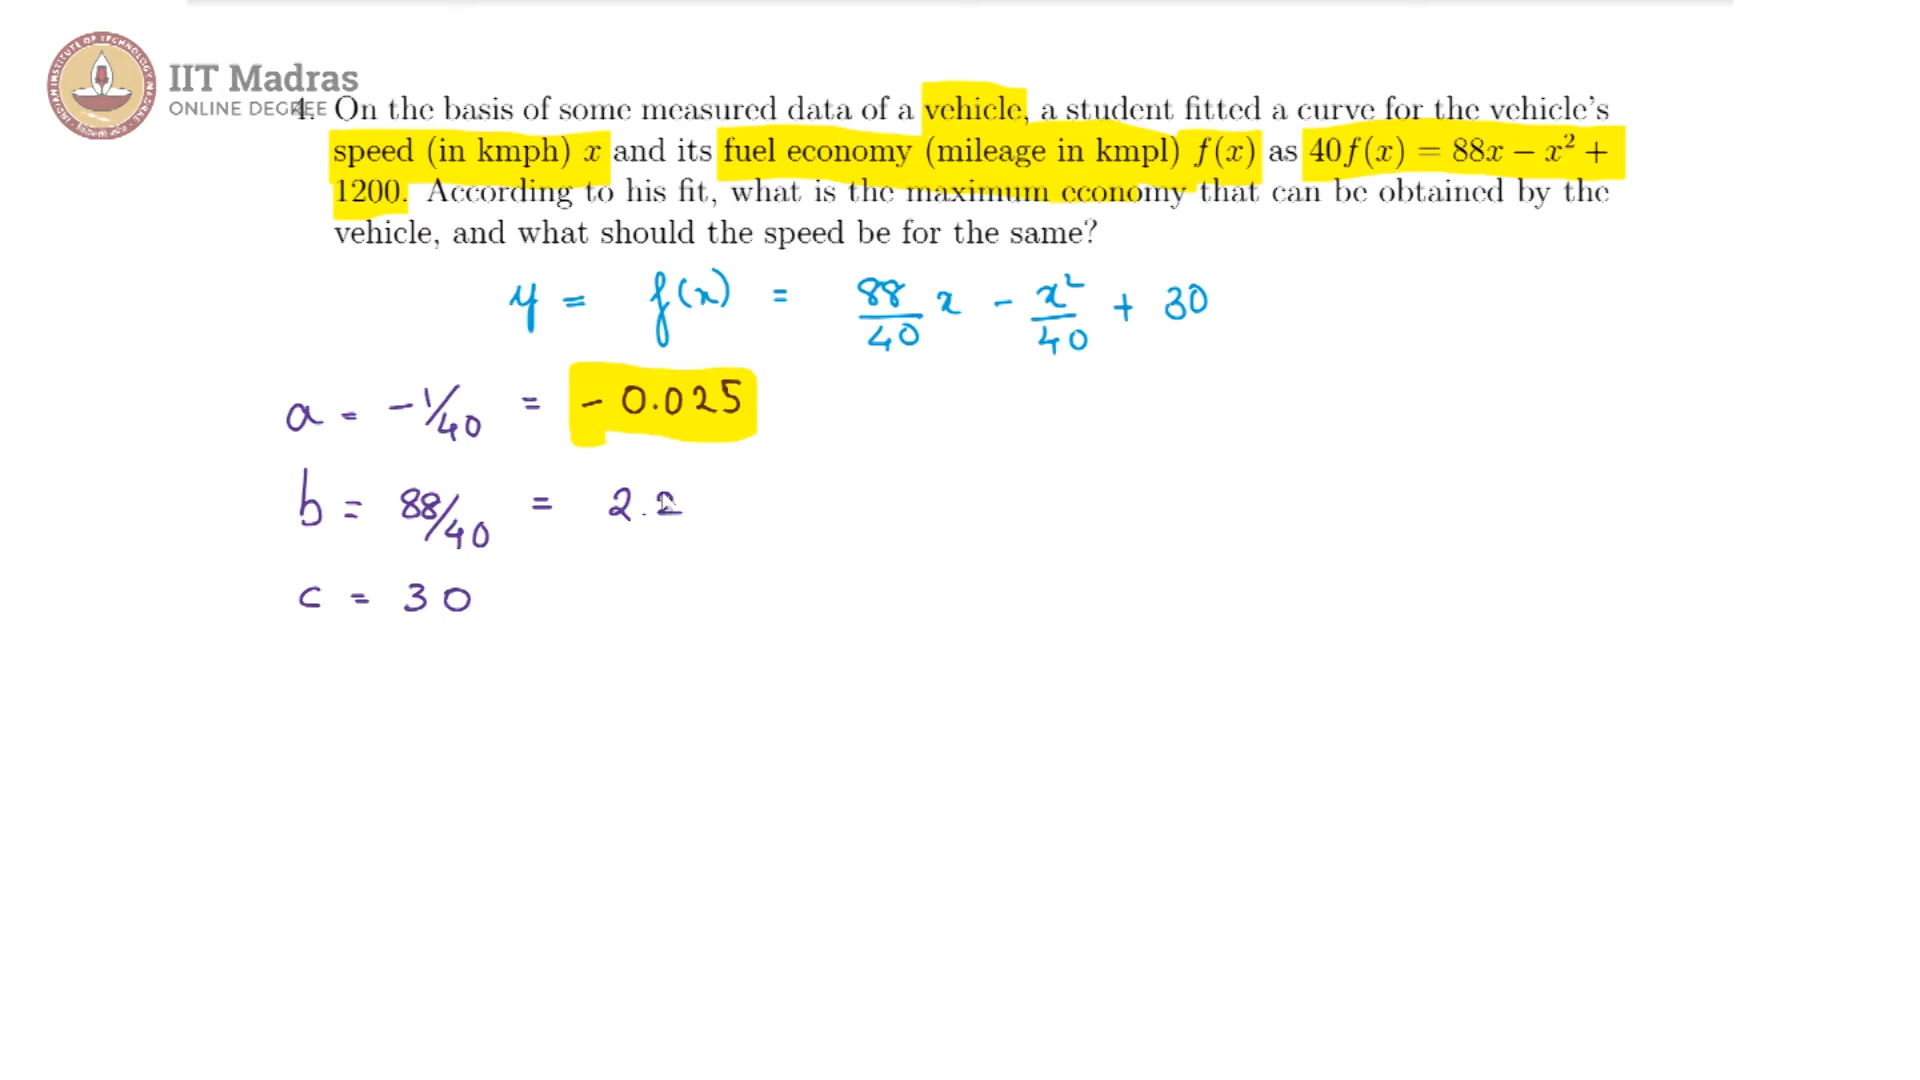 IIT Madras
ONLINE DEGREE
4. On the basis of some measured data of a vehicle, a student fitted a curve for the vehicle's
speed (in kmph) x and its fuel economy (mileage in kmpl) f(x) as 40f(x) = 88x − x² +
1200. According to his fit, what is the maximum economy that can be obtained by the
vehicle, and what should the speed be for the same?
y = f(x) = 88/40 x - x²/40 + 30
a = -1/40 = -0.025
b = 88/40 = 2.2
c = 30